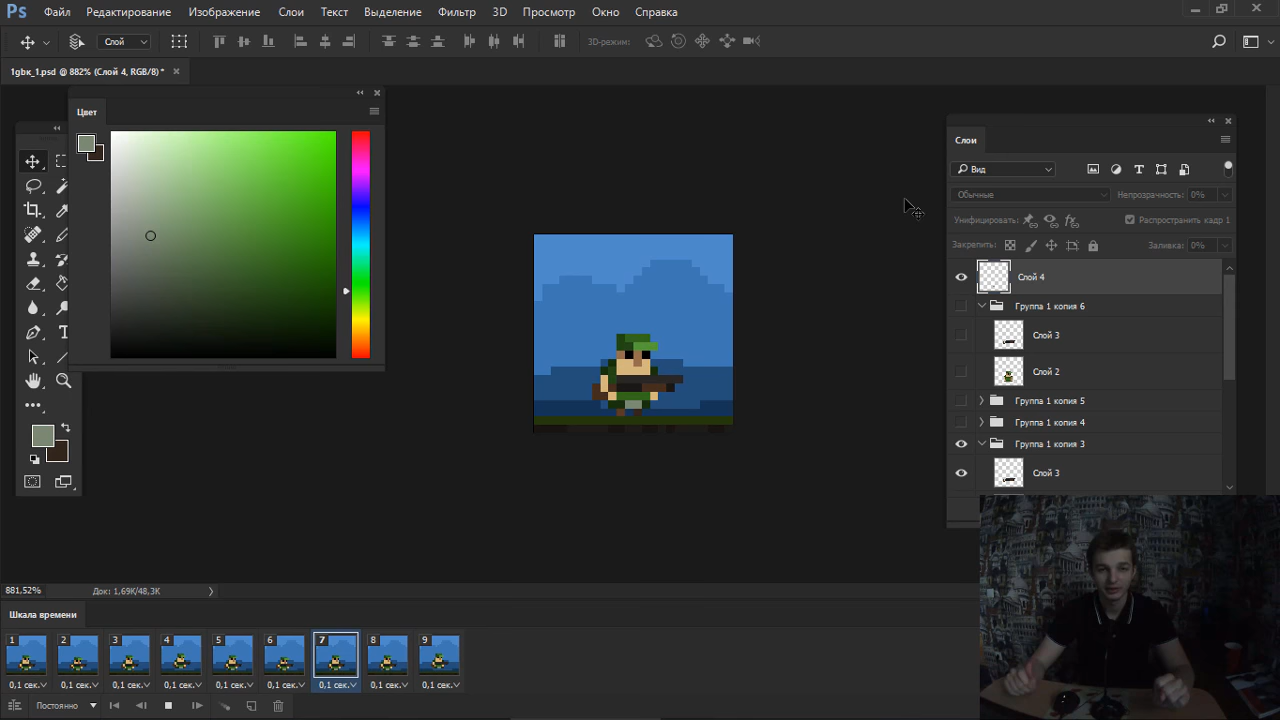 Ps Файл Редактирование Изображение Слои Текст Выделение Фильтр 3D Просмотр Окно Справка
Слой 3D-режим:
1gbк_1.psd @ 882% (Слой 4, RGB/8) *
Цвет
Слои
Вид
Обычные Непрозрачность: 0%
Унифицировать: Распространить кадр 1
Закрепить: Заливка: 0%
Слой 4
Группа 1 копия 6
Слой 3
Слой 2
Группа 1 копия 5
Группа 1 копия 4
Группа 1 копия 3
Слой 3
881,52% Док: 1,69K/48,3K
Шкала времени
1 2 3 4 5 6 7 8 9
0,1 сек. 0,1 сек. 0,1 сек. 0,1 сек. 0,1 сек. 0,1 сек. 0,1 сек. 0,1 сек. 0,1 сек.
Постоянно